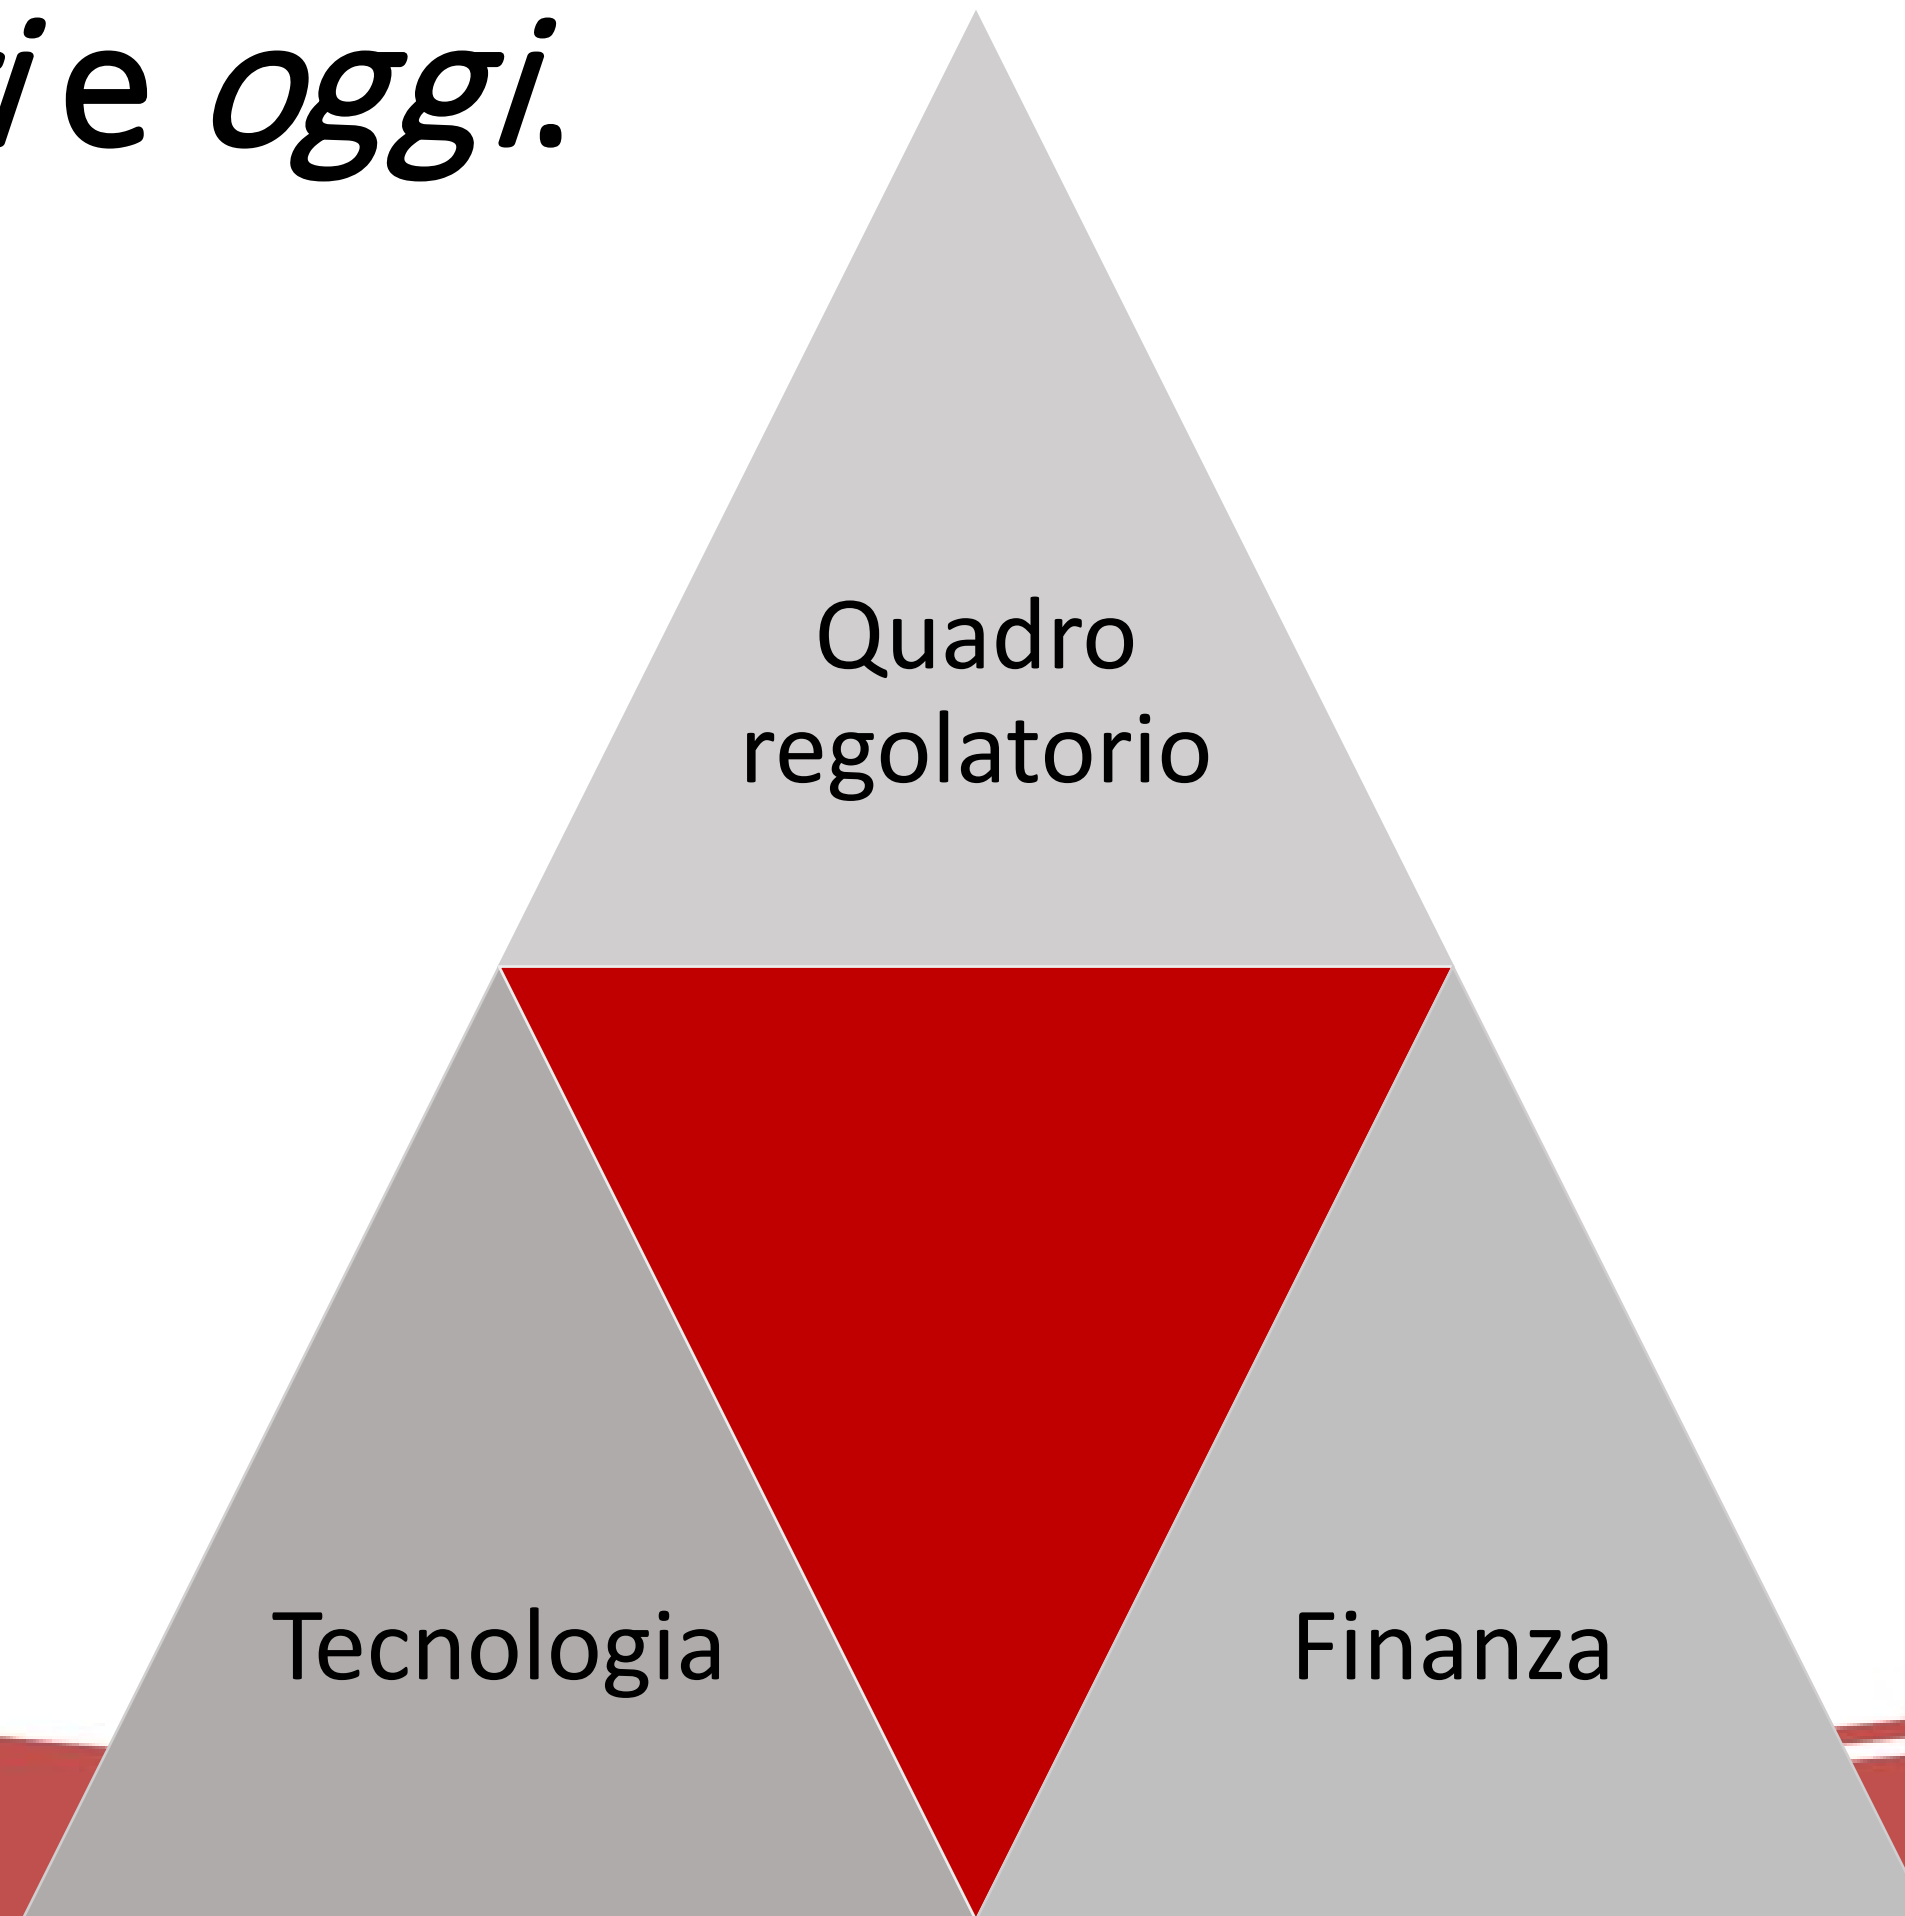 e oggi.
Quadro
regolatorio
Tecnologia
Finanza